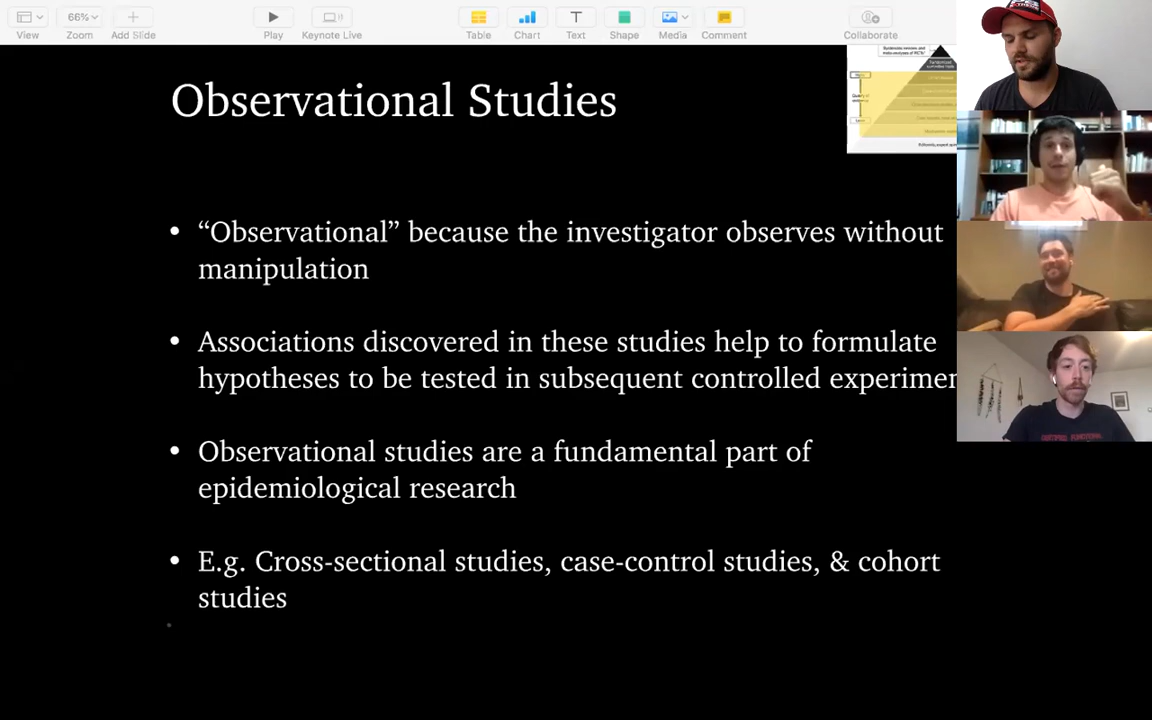 66%
View
Zoom
Add Slide
Play
Keynote Live
Table
Chart
Text
Shape
Media
Comment
Collaborate
Observational Studies
• “Observational” because the investigator observes without
manipulation
• Associations discovered in these studies help to formulate
hypotheses to be tested in subsequent controlled experimen
• Observational studies are a fundamental part of
epidemiological research
• E.g. Cross-sectional studies, case-control studies, & cohort
studies